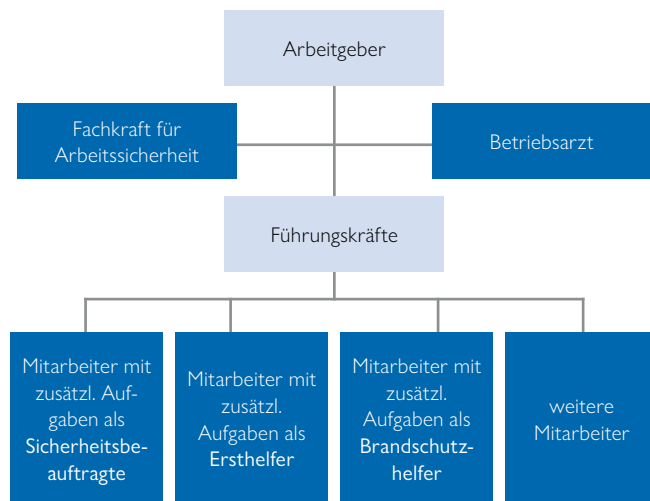 Arbeitgeber
Fachkraft für
Arbeitssicherheit
Betriebsarzt
Führungskräfte
Mitarbeiter mit
zusätzl. Auf-
gaben als
Sicherheitsbe-
auftragte
Mitarbeiter mit
zusätzl.
Aufgaben als
Ersthelfer
Mitarbeiter mit
zusätzl.
Aufgaben als
Brandschutz-
helfer
weitere
Mitarbeiter